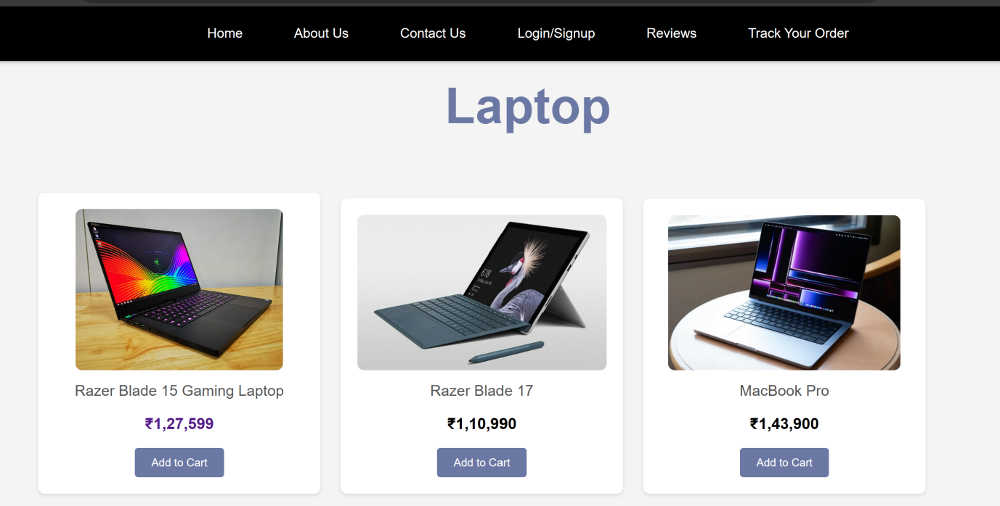 Home About Us Contact Us Login/Signup Reviews Track Your Order
Laptop
6:18
Razer Blade 15 Gaming Laptop
₹1,27,599
Add to Cart
Razer Blade 17
₹1,10,990
Add to Cart
MacBook Pro
₹1,43,900
Add to Cart